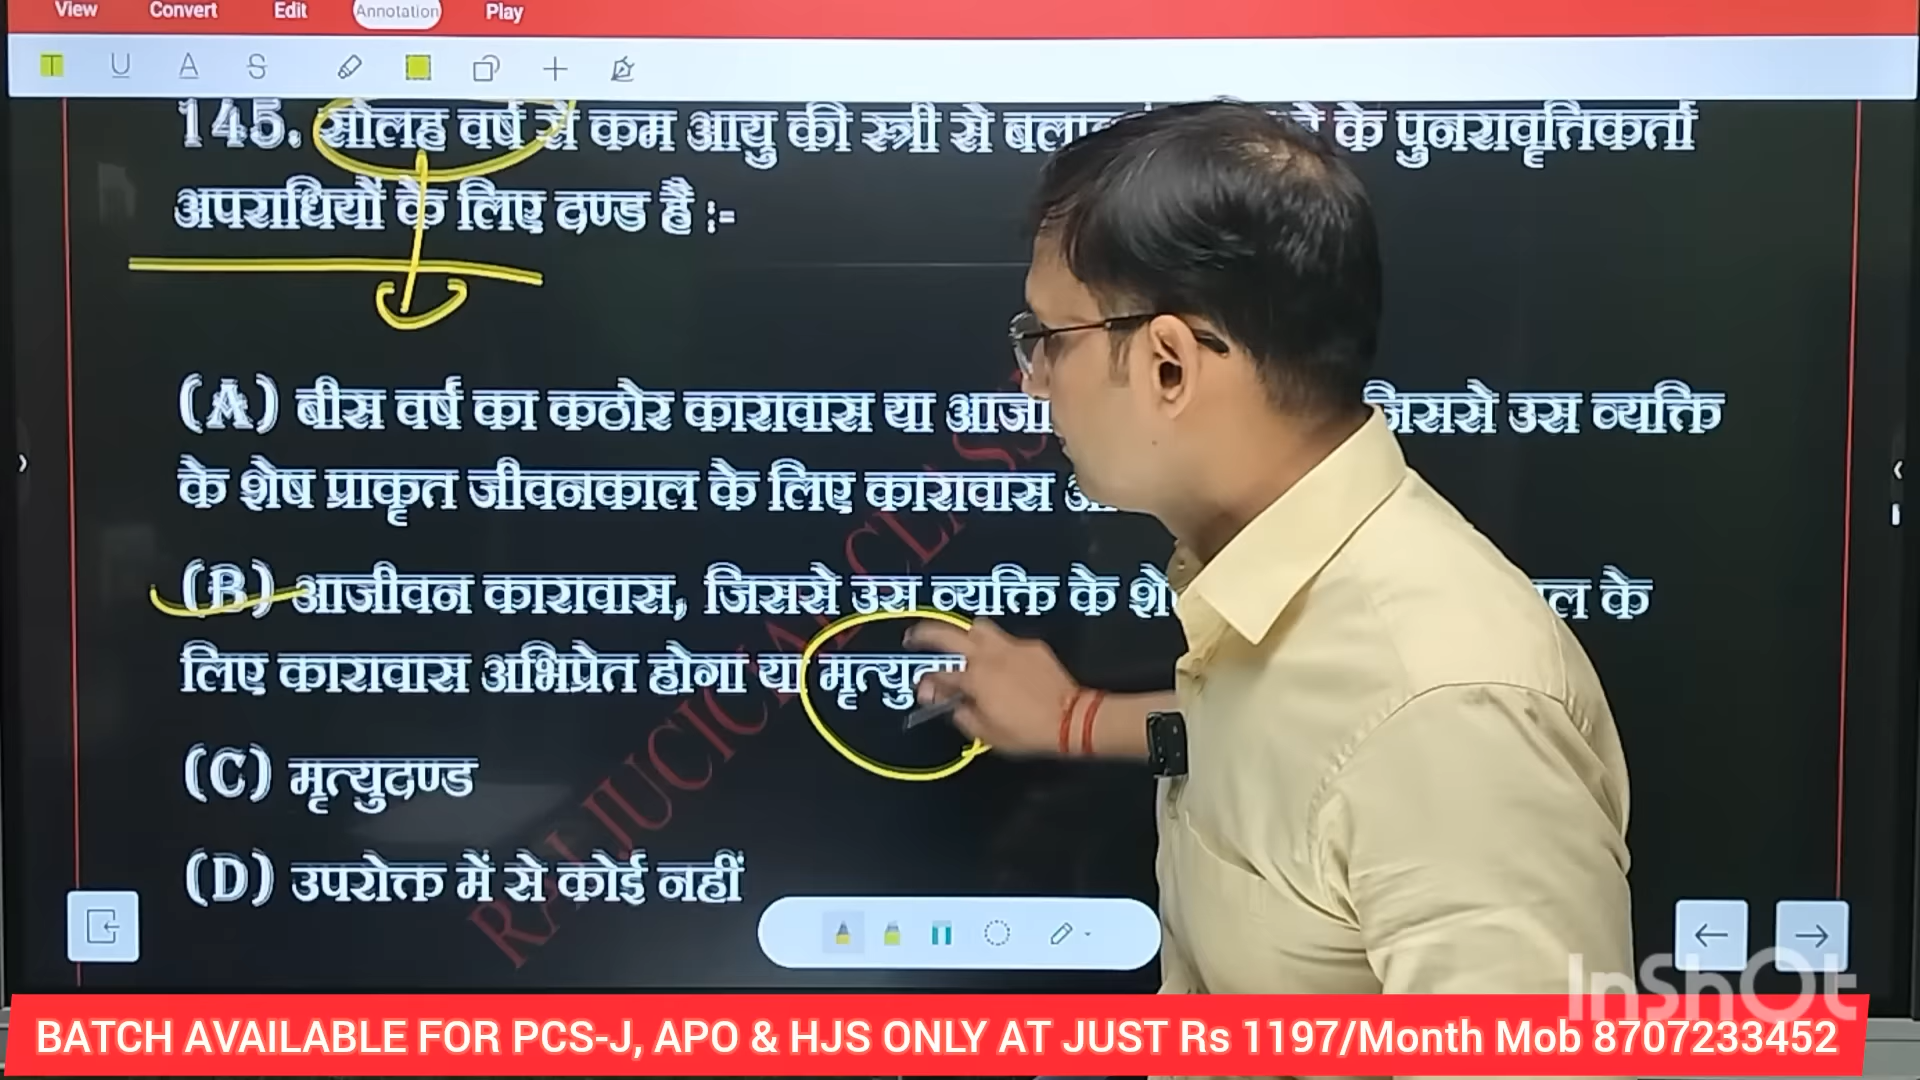 View Convert Edit Annotation Play
T U A S
145. सोलह वर्ष से कम आयु की स्त्री से के पुनरावृत्तिकर्ता
अपराधियों के लिए दण्ड है :-
(A) बीस वर्ष का कठोर कारावास या जिससे उस व्यक्ति
के शेष प्राकृत जीवनकाल के लिए कारावास
(B) आजीवन कारावास, जिससे उस व्यक्ति के के
लिए कारावास अभिप्रेत होगा या
(C) मृत्युदण्ड
(D) उपरोक्त में से कोई नहीं
InShOt
BATCH AVAILABLE FOR PCS-J, APO & HJS ONLY AT JUST Rs 1197/Month Mob 8707233452